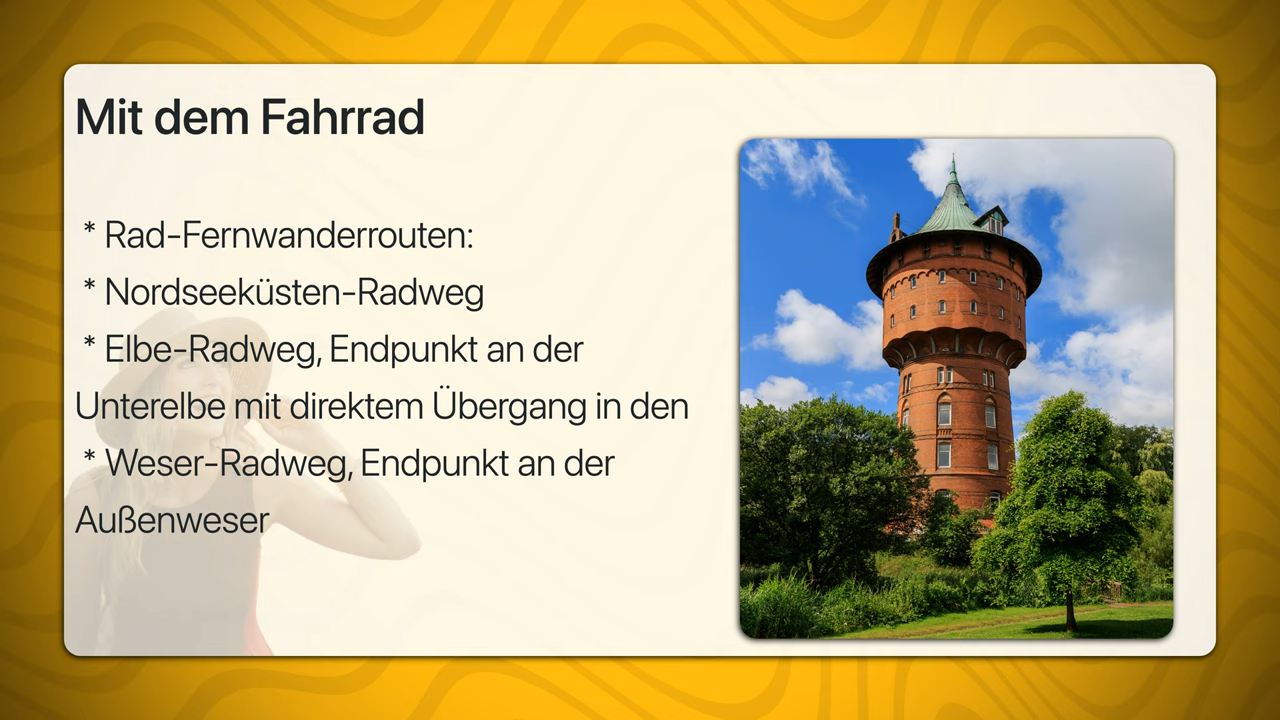 Mit dem Fahrrad
* Rad-Fernwanderrouten:
* Nordseeküsten-Radweg
* Elbe-Radweg, Endpunkt an der
Unterelbe mit direktem Übergang in den
* Weser-Radweg, Endpunkt an der
Außenweser